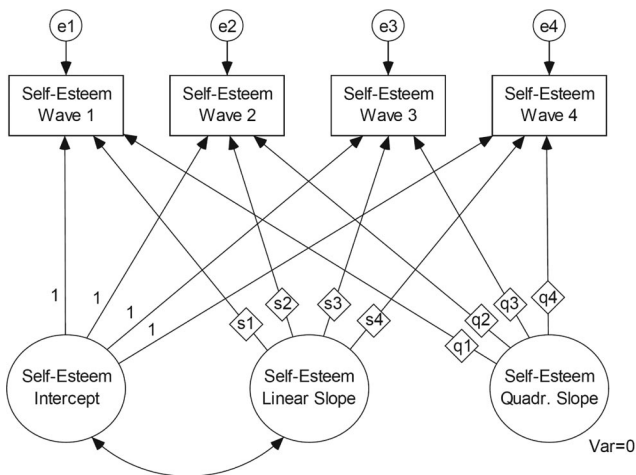 e1
e2
e3
e4
Self-Esteem
Wave 1
Self-Esteem
Wave 2
Self-Esteem
Wave 3
Self-Esteem
Wave 4
1
1
1
1
s1
s2
s3
s4
q1
q2
q3
q4
Self-Esteem
Intercept
Self-Esteem
Linear Slope
Self-Esteem
Quadr. Slope
Var=0